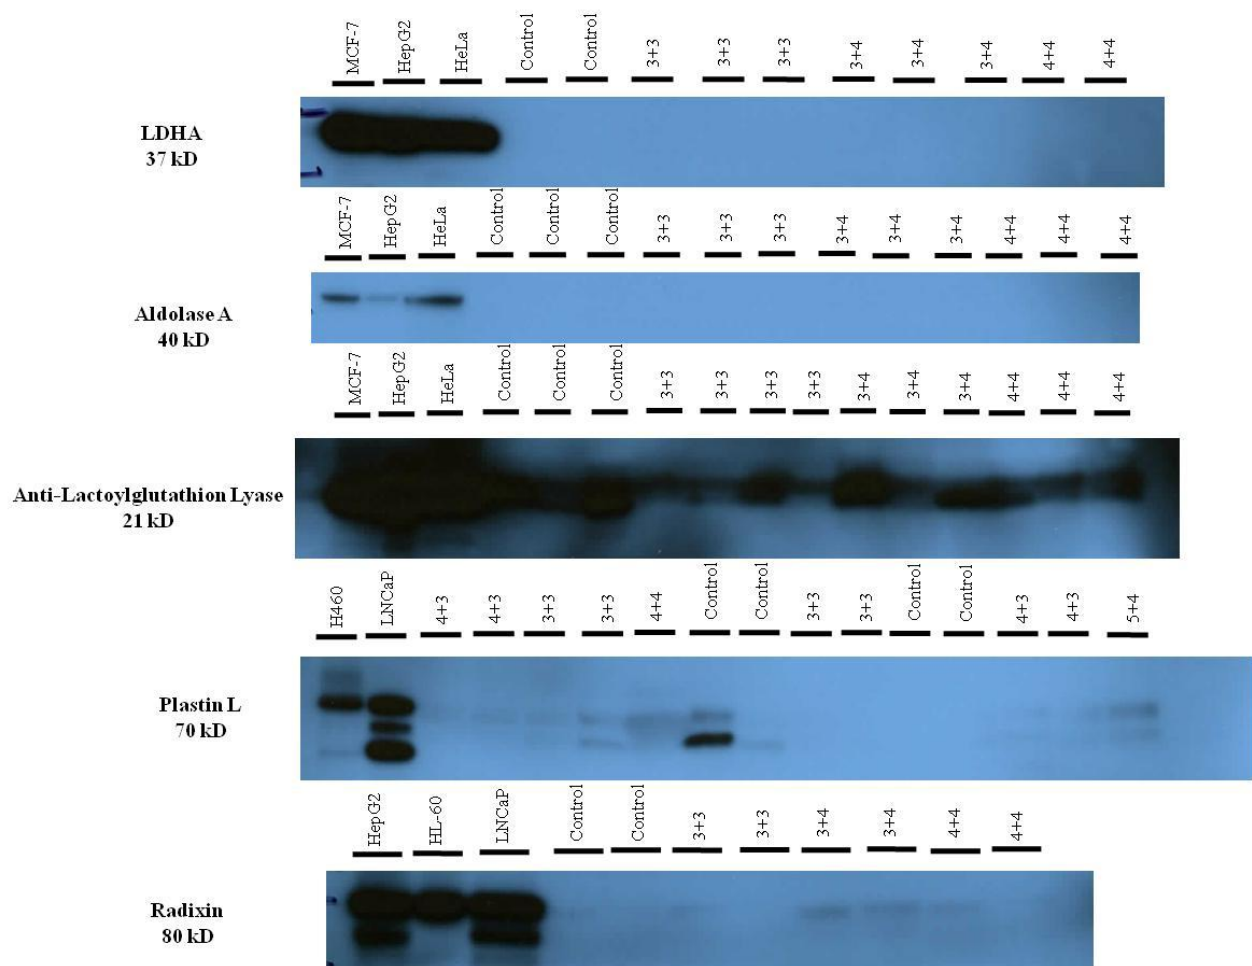 MCF-7 HepG2 HeLa Control Control 3+3 3+3 3+3 3+4 3+4 3+4 4+4 4+4
LDHA
37 kD
MCF-7 HepG2 HeLa Control Control Control 3+3 3+3 3+3 3+4 3+4 3+4 4+4 4+4 4+4
Aldolase A
40 kD
MCF-7 HepG2 HeLa Control Control Control 3+3 3+3 3+3 3+3 3+4 3+4 3+4 4+4 4+4 4+4
Anti-Lactoylglutathion Lyase
21 kD
H460 LNCaP 4+3 4+3 3+3 3+3 4+4 Control Control 3+3 3+3 Control Control 4+3 4+3 5+4
Plastin L
70 kD
HepG2 HL-60 LNCaP Control Control 3+3 3+3 3+4 3+4 4+4 4+4
Radixin
80 kD